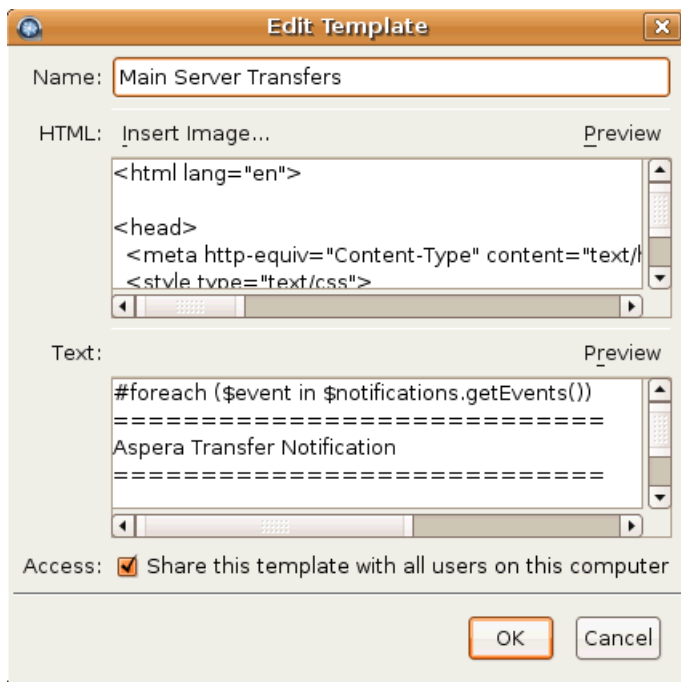 Edit Template
Name: Main Server Transfers
HTML: Insert Image... Preview
<html lang="en">
<head>
<meta http-equiv="Content-Type" content="text/
<style type="text/css">
Text: Preview
#foreach ($event in $notifications.getEvents())
============================
Aspera Transfer Notification
============================
Access: Share this template with all users on this computer
OK Cancel